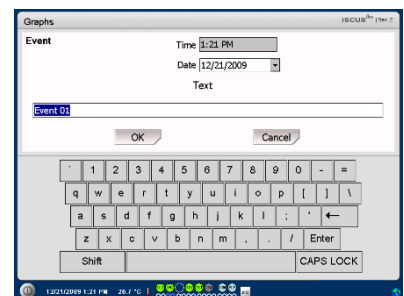 Graphs
ISCUS
Event
Time 1:21 PM
Date 12/21/2009
Text
Event 01
OK Cancel
` 1 2 3 4 5 6 7 8 9 0 - =
q w e r t y u i o p [ ] \
a s d f g h j k l ; ' ←
z x c v b n m , . / Enter
Shift CAPS LOCK
12/21/2009 1:21 PM 26.7 °C